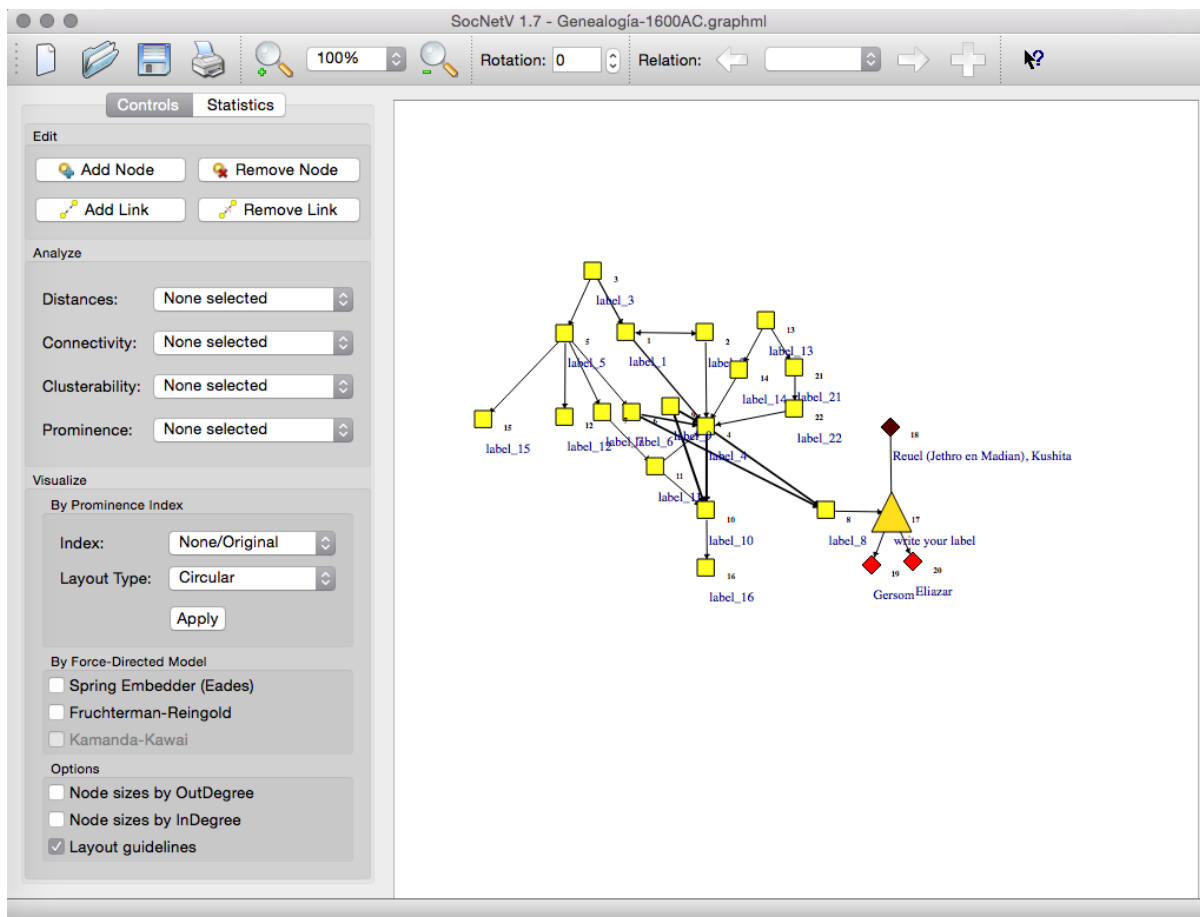 SocNetV 1.7 - Genealogía-1600AC.graphml
100%
Rotation: 0
Relation:
Controls Statistics
Edit
Add Node Remove Node
Add Link Remove Link
Analyze
Distances: None selected
Connectivity: None selected
Clusterability: None selected
Prominence: None selected
Visualize
By Prominence Index
Index: None/Original
Layout Type: Circular
Apply
By Force-Directed Model
Spring Embedder (Eades)
Fruchterman-Reingold
Kamanda-Kawai
Options
Node sizes by OutDegree
Node sizes by InDegree
Layout guidelines
3
label_3
13
label_13
5
label_5
1
label_1
2
14
label_14
21
label_21
22
label_22
15
label_15
12
label_12
6
label_6
4
label_4
11
18
Reuel (Jethro en Madian), Kushita
10
label_10
8
label_8
17
write your label
16
label_16
19
Gersom
20
Eliazar